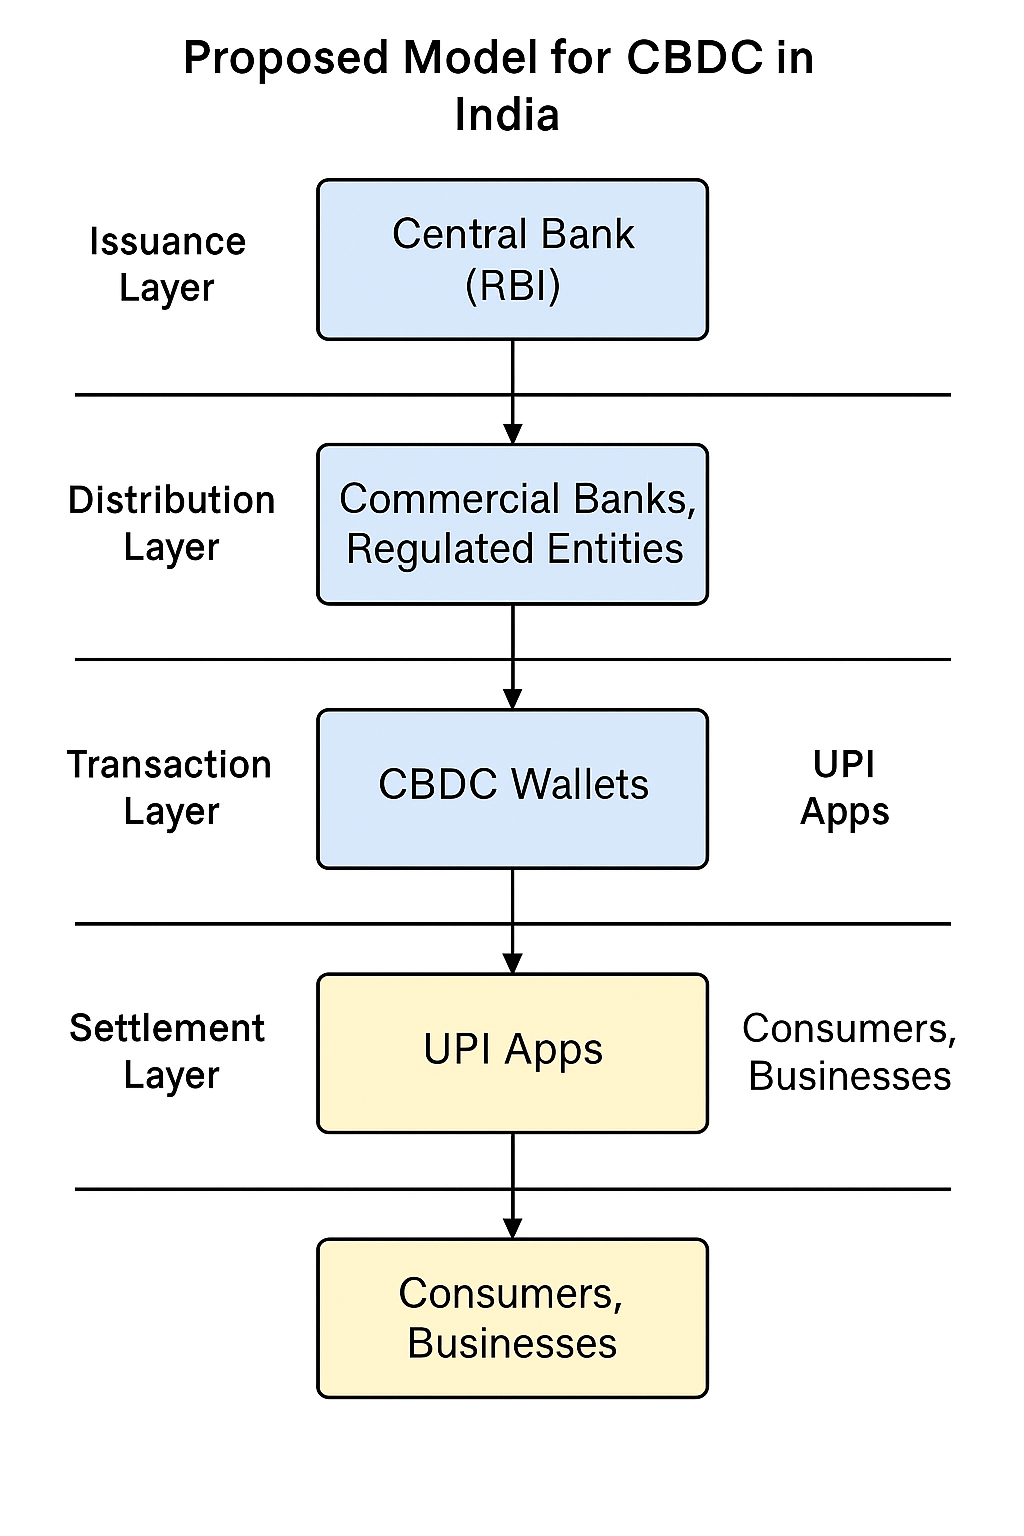 Proposed Model for CBDC in
India
Issuance
Layer
Central Bank
(RBI)
Distribution
Layer
Commercial Banks,
Regulated Entities
Transaction
Layer
CBDC Wallets
UPI
Apps
Settlement
Layer
UPI Apps
Consumers,
Businesses
Consumers,
Businesses